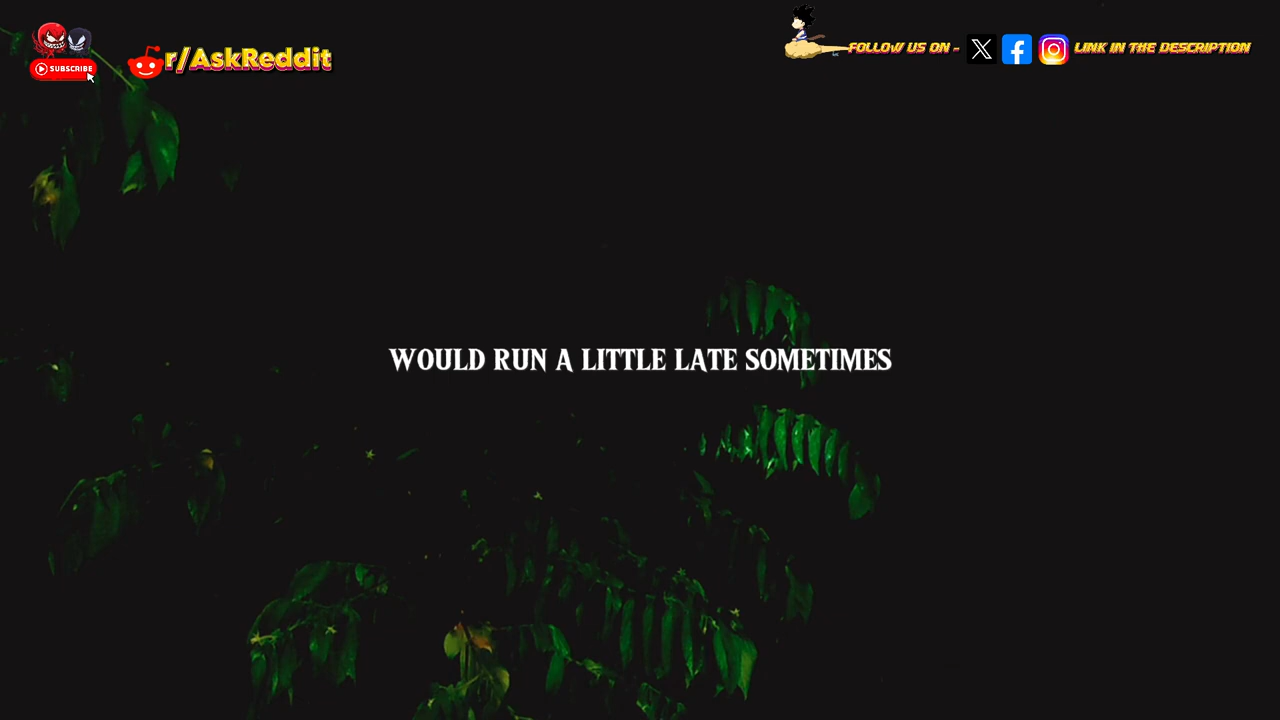 r/AskReddit
SUBSCRIBE
FOLLOW US ON -
LINK IN THE DESCRIPTION
WOULD RUN A LITTLE LATE SOMETIMES